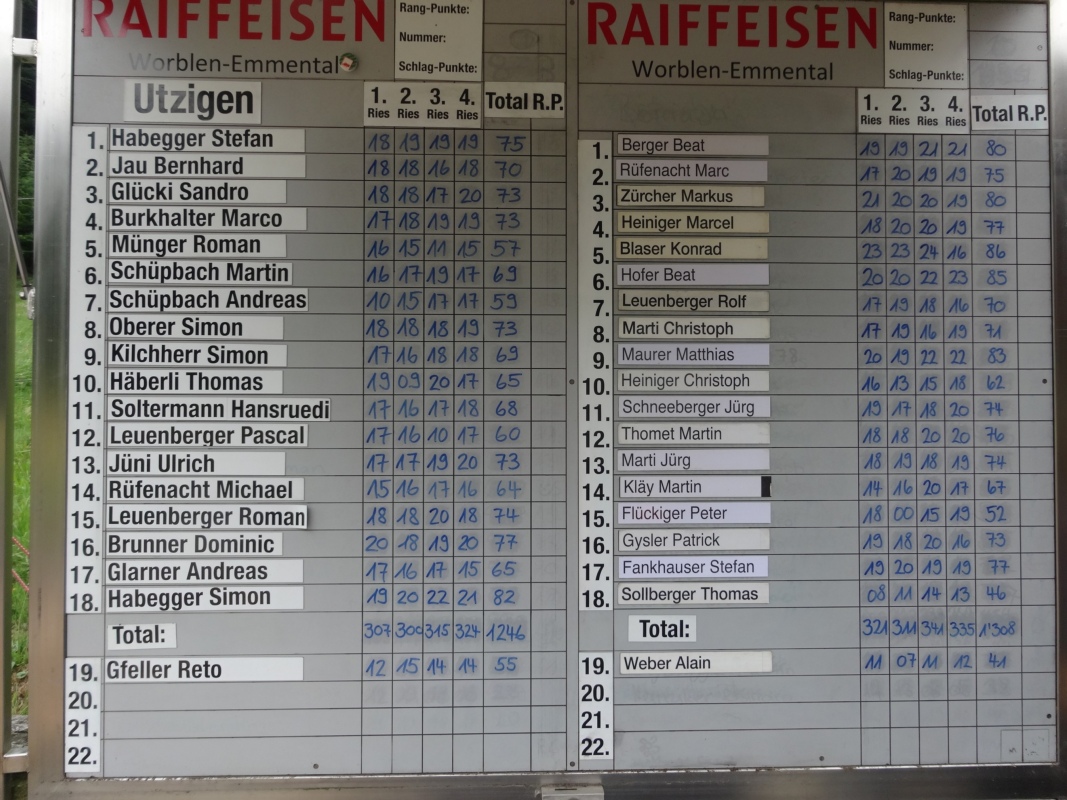 RAIFFEISEN
Worblen-Emmental
Rang-Punkte:
Nummer:
Schlag-Punkte:
Utzigen
1. Ries 2. Ries 3. Ries 4. Ries Total R.P.
1. Habegger Stefan 18 19 19 19 75
2. Jau Bernhard 18 18 16 18 70
3. Glücki Sandro 18 18 17 20 73
4. Burkhalter Marco 17 18 19 19 73
5. Münger Roman 16 15 11 15 57
6. Schüpbach Martin 16 17 19 17 69
7. Schüpbach Andreas 10 15 17 17 59
8. Oberer Simon 18 18 18 19 73
9. Kilchherr Simon 17 16 18 18 69
10. Häberli Thomas 19 09 20 17 65
11. Soltermann Hansruedi 17 16 17 18 68
12. Leuenberger Pascal 17 16 10 17 60
13. Jüni Ulrich 17 17 19 20 73
14. Rüfenacht Michael 15 16 17 16 64
15. Leuenberger Roman 18 18 20 18 74
16. Brunner Dominic 20 18 19 20 77
17. Glarner Andreas 17 16 17 15 65
18. Habegger Simon 19 20 22 21 82
Total: 307 300 315 324 1246
19. Gfeller Reto 12 15 14 14 55
20.
21.
22.
RAIFFEISEN
Worblen-Emmental
Rang-Punkte:
Nummer:
Schlag-Punkte:
1. Ries 2. Ries 3. Ries 4. Ries Total R.P.
1. Berger Beat 19 19 21 21 80
2. Rüfenacht Marc 17 20 19 19 75
3. Zürcher Markus 21 20 20 19 80
4. Heiniger Marcel 18 20 20 19 77
5. Blaser Konrad 23 23 24 16 86
6. Hofer Beat 20 20 22 23 85
7. Leuenberger Rolf 17 19 18 16 70
8. Marti Christoph 17 19 16 19 71
9. Maurer Matthias 20 19 22 22 83
10. Heiniger Christoph 16 13 15 18 62
11. Schneeberger Jürg 19 17 18 20 74
12. Thomet Martin 18 18 20 20 76
13. Marti Jürg 18 19 18 19 74
14. Kläy Martin 14 16 20 17 67
15. Flückiger Peter 18 00 15 19 52
16. Gysler Patrick 19 18 20 16 73
17. Fankhauser Stefan 19 20 19 19 77
18. Sollberger Thomas 08 11 14 13 46
Total: 321 311 341 335 1'308
19. Weber Alain 11 07 11 12 41
20.
21.
22.